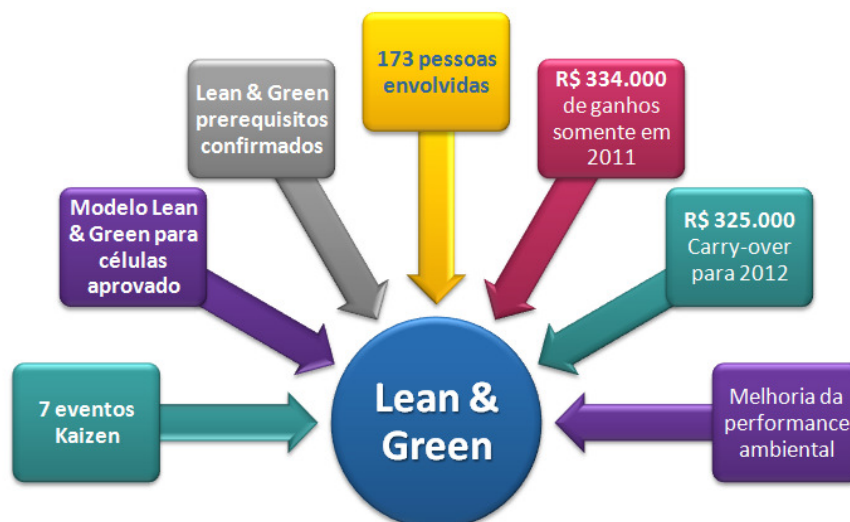 7 eventos
Kaizen
Modelo Lean
& Green para
células
aprovado
Lean & Green
prerequisitos
confirmados
173 pessoas
envolvidas
R$ 334.000
de ganhos
somente em
2011
R$ 325.000
Carry-over
para 2012
Melhoria da
performance
ambiental
Lean &
Green